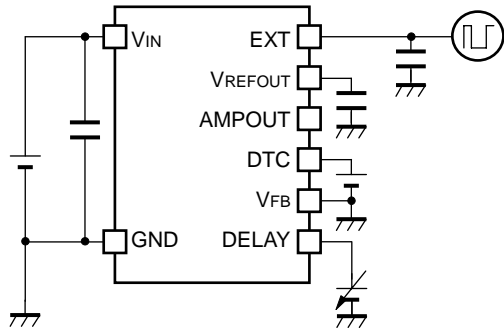 VIN
EXT
VREFOUT
AMPOUT
DTC
VFB
GND
DELAY